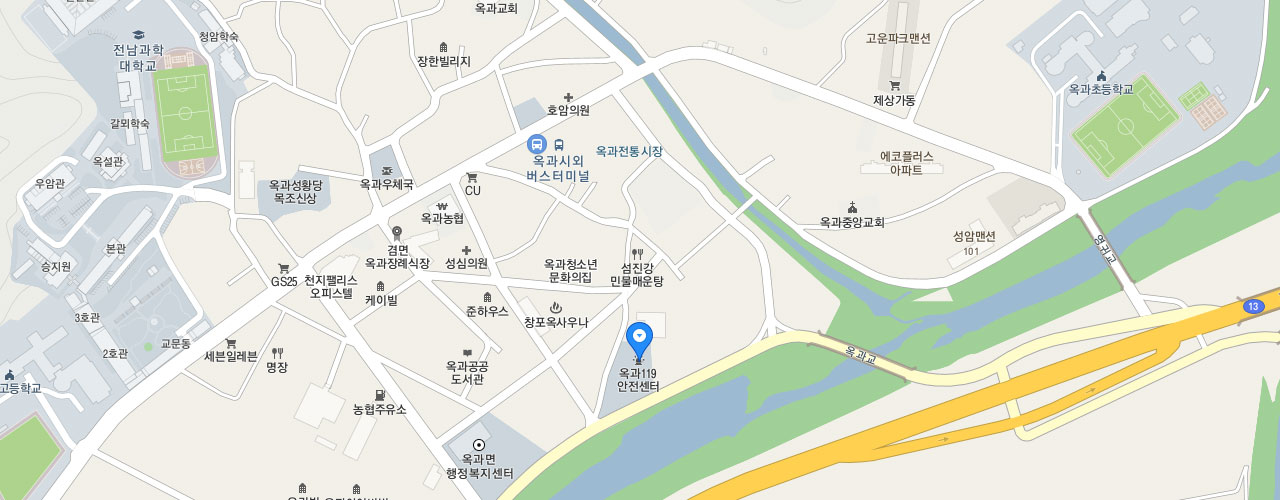 옥과교회
청암학숙
고운파크맨션
전남과학
대학교
장한빌리지
옥과초등학교
제상가동
호암의원
갈뫼학숙
옥과시외
버스터미널
옥과전통시장
에코플러스
아파트
옥설관
우암관
옥과성황당
목조신상
옥과우체국
CU
옥과농협
옥과중앙교회
성암맨션
101
영귀교
본관
겸면
옥과장례식장
성심의원
승지원
GS25
천지팰리스
오피스텔
옥과청소년
문화의집
섬진강
민물매운탕
케이빌
준하우스
창포옥사우나
13
3호관
2호관
교문동
세븐일레븐
명장
옥과교
옥과공공
도서관
옥과119
안전센터
고등학교
농협주유소
옥과면
행정복지센터